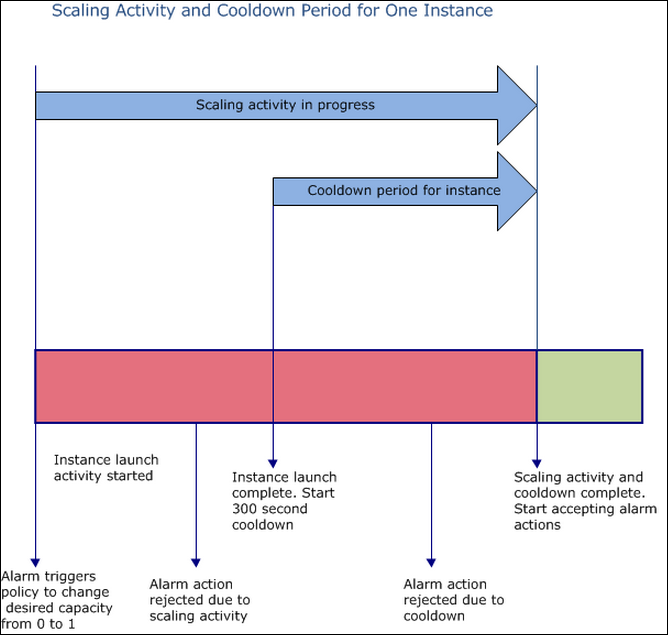 Scaling Activity and Cooldown Period for One Instance
Scaling activity in progress
Cooldown period for instance
Instance launch
activity started
Instance launch
complete. Start
300 second
cooldown
Scaling activity and
cooldown complete.
Start accepting alarm
actions
Alarm triggers
policy to change
desired capacity
from 0 to 1
Alarm action
rejected due to
scaling activity
Alarm action
rejected due to
cooldown